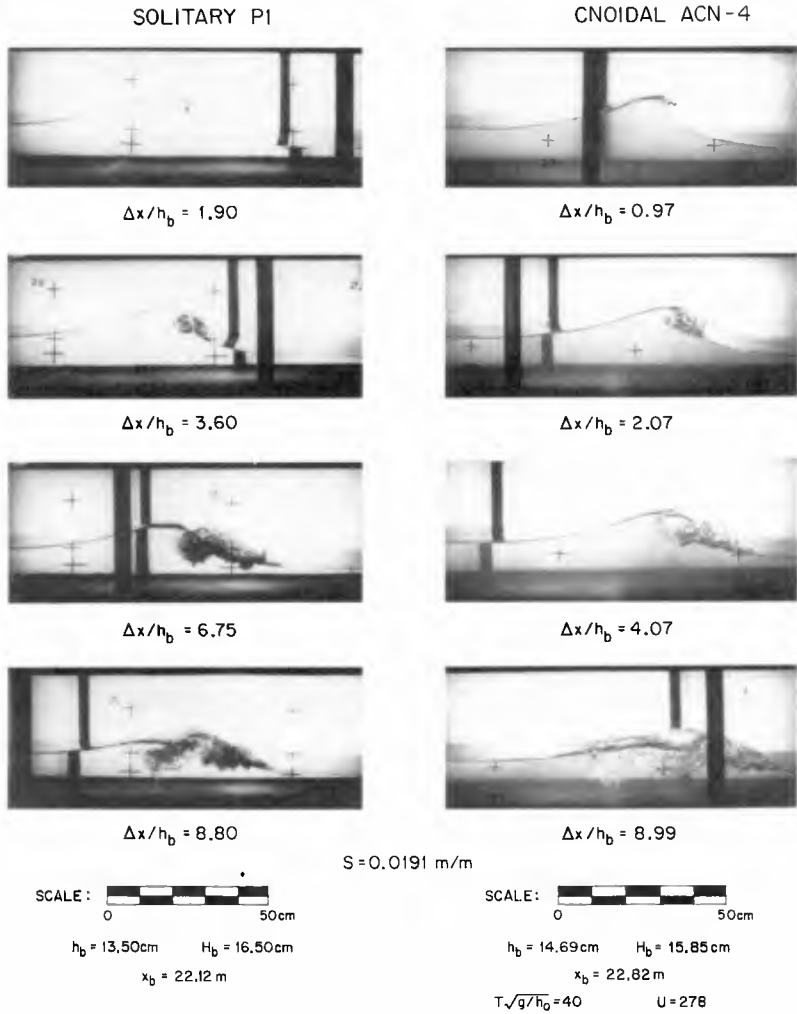 SOLITARY P1
CNOIDAL ACN-4
Δx/h_b = 1.90
Δx/h_b = 0.97
Δx/h_b = 3.60
Δx/h_b = 2.07
Δx/h_b = 6.75
Δx/h_b = 4.07
Δx/h_b = 8.80
Δx/h_b = 8.99
S = 0.0191 m/m
SCALE:
0
50cm
h_b = 13.50cm H_b = 16.50cm
x_b = 22.12 m
SCALE:
0
50cm
h_b = 14.69cm H_b = 15.85cm
x_b = 22.82 m
T√g/h_0 = 40 U = 278